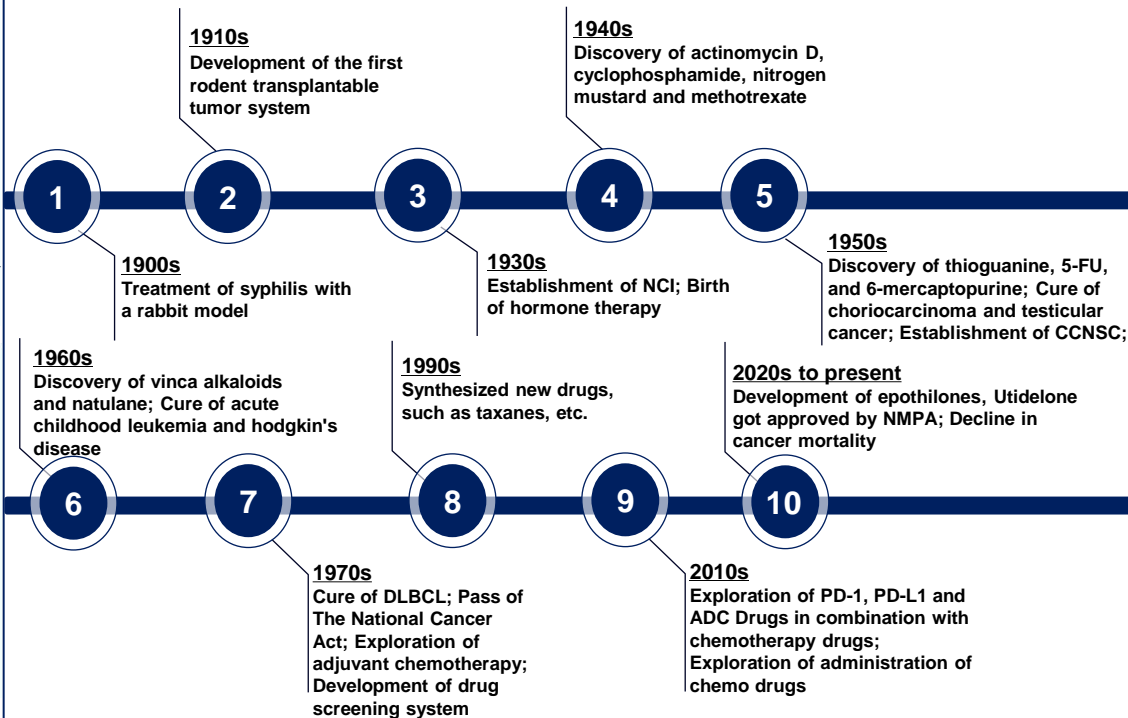 1910s
Development of the first
rodent transplantable
tumor system
1940s
Discovery of actinomycin D,
cyclophosphamide, nitrogen
mustard and methotrexate
1
2
3
4
5
1900s
Treatment of syphilis with
a rabbit model
1930s
Establishment of NCI; Birth
of hormone therapy
1950s
Discovery of thioguanine, 5-FU,
and 6-mercaptopurine; Cure of
choriocarcinoma and testicular
cancer; Establishment of CCNSC;
1960s
Discovery of vinca alkaloids
and natulane; Cure of acute
childhood leukemia and hodgkin's
disease
1990s
Synthesized new drugs,
such as taxanes, etc.
2020s to present
Development of epothilones, Utidelone
got approved by NMPA; Decline in
cancer mortality
6
7
8
9
10
1970s
Cure of DLBCL; Pass of
The National Cancer
Act; Exploration of
adjuvant chemotherapy;
Development of drug
screening system
2010s
Exploration of PD-1, PD-L1 and
ADC Drugs in combination with
chemotherapy drugs;
Exploration of administration of
chemo drugs